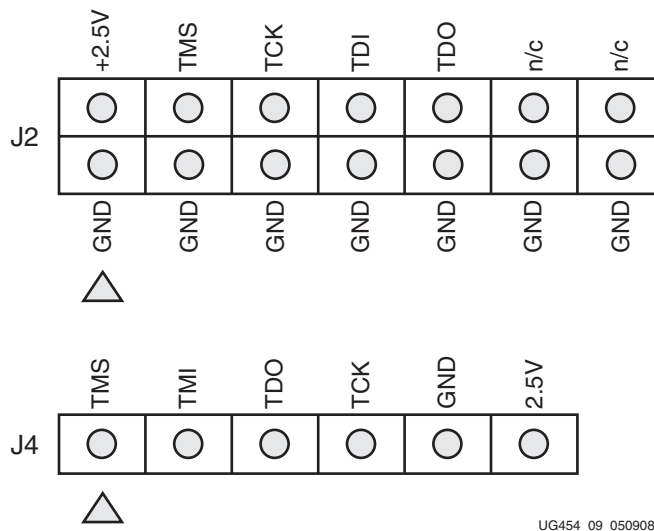 +2.5V TMS TCK TDI TDO n/c n/c
J2
GND GND GND GND GND GND GND
TMS TMI TDO TCK GND 2.5V
J4
UG454_09_050908